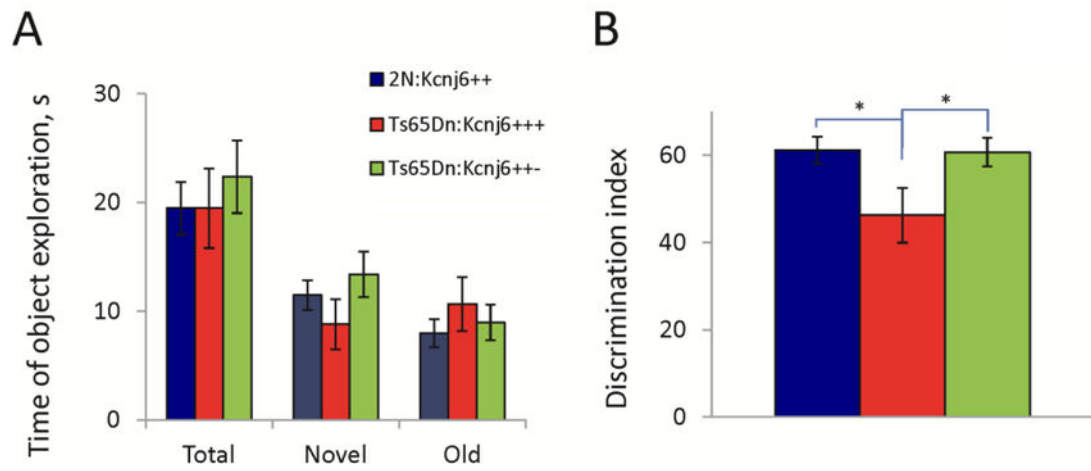 A
Time of object exploration, s
30
20
10
0
2N:Kcnj6++
Ts65Dn:Kcnj6+++
Ts65Dn:Kcnj6++-
Total Novel Old
B
Discrimination index
60
40
20
0
* *